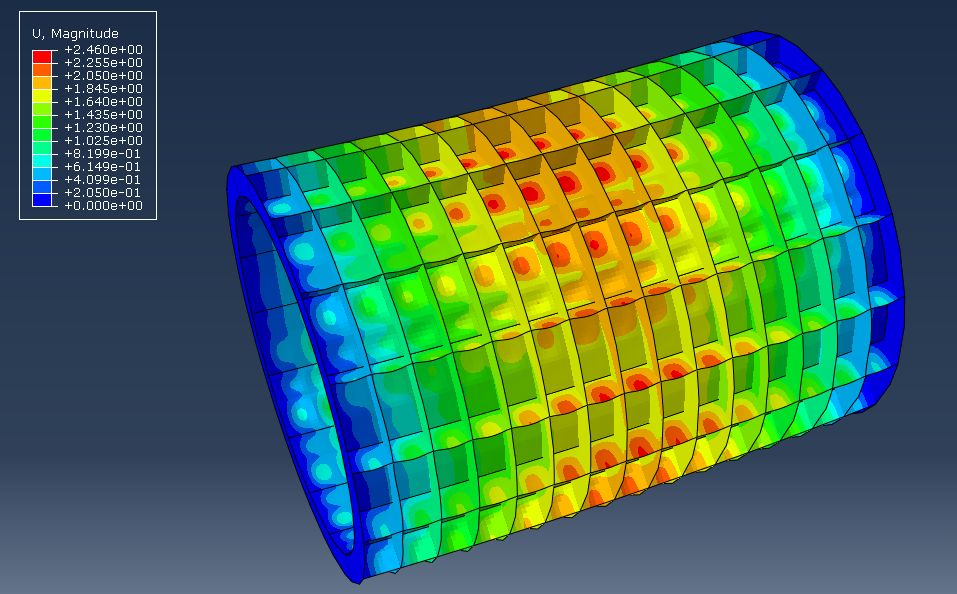 U, Magnitude
+2.460e+00
+2.255e+00
+2.050e+00
+1.845e+00
+1.640e+00
+1.435e+00
+1.230e+00
+1.025e+00
+8.199e-01
+6.149e-01
+4.099e-01
+2.050e-01
+0.000e+00